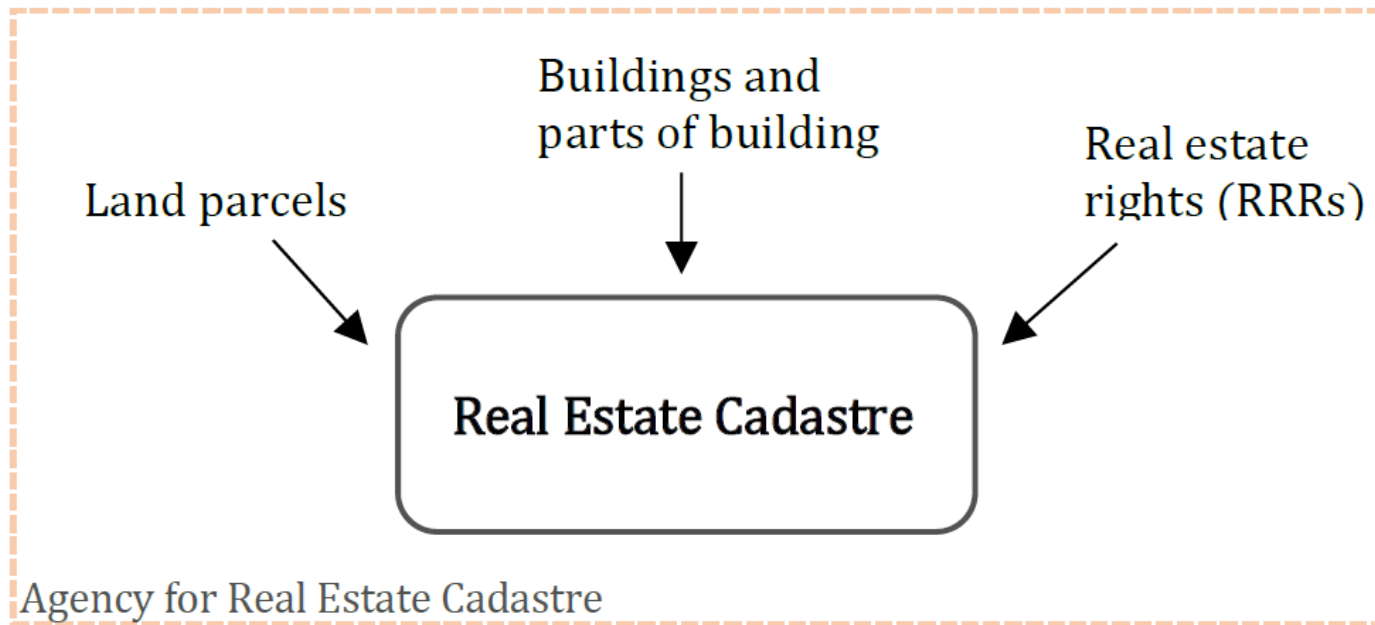 Buildings and
parts of building
Real estate
rights (RRRs)
Land parcels
Real Estate Cadastre
Agency for Real Estate Cadastre